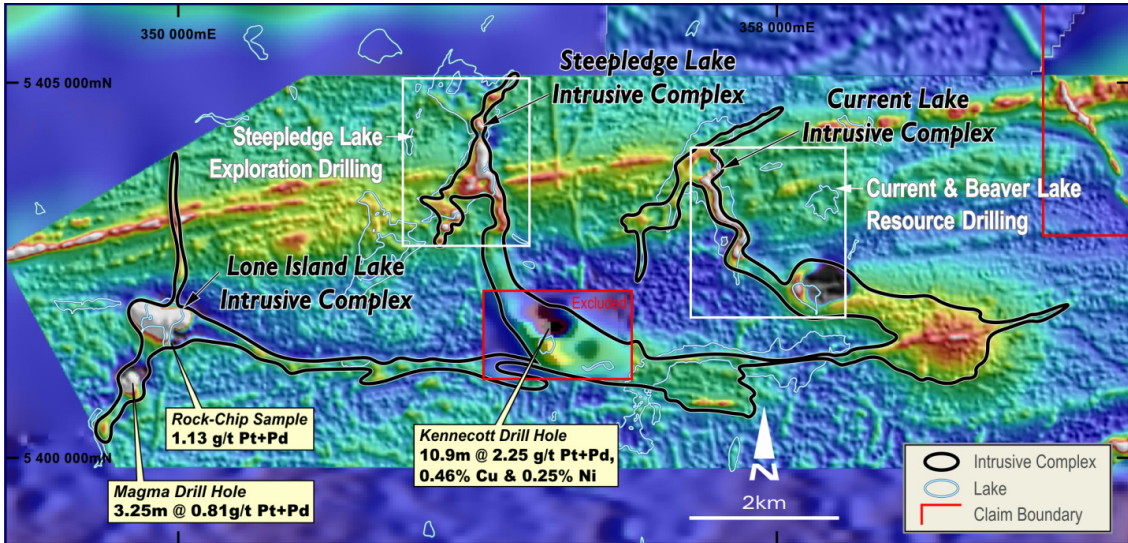 350 000mE
358 000mE
5 405 000mN
Steepledge Lake
Intrusive Complex
Current Lake
Intrusive Complex
Steepledge Lake
Exploration Drilling
Current & Beaver Lake
Resource Drilling
Lone Island Lake
Intrusive Complex
Excluded
Rock-Chip Sample
1.13 g/t Pt+Pd
Kennecott Drill Hole
10.9m @ 2.25 g/t Pt+Pd,
0.46% Cu & 0.25% Ni
5 400 000mN
Magma Drill Hole
3.25m @ 0.81g/t Pt+Pd
N
2km
Intrusive Complex
Lake
Claim Boundary